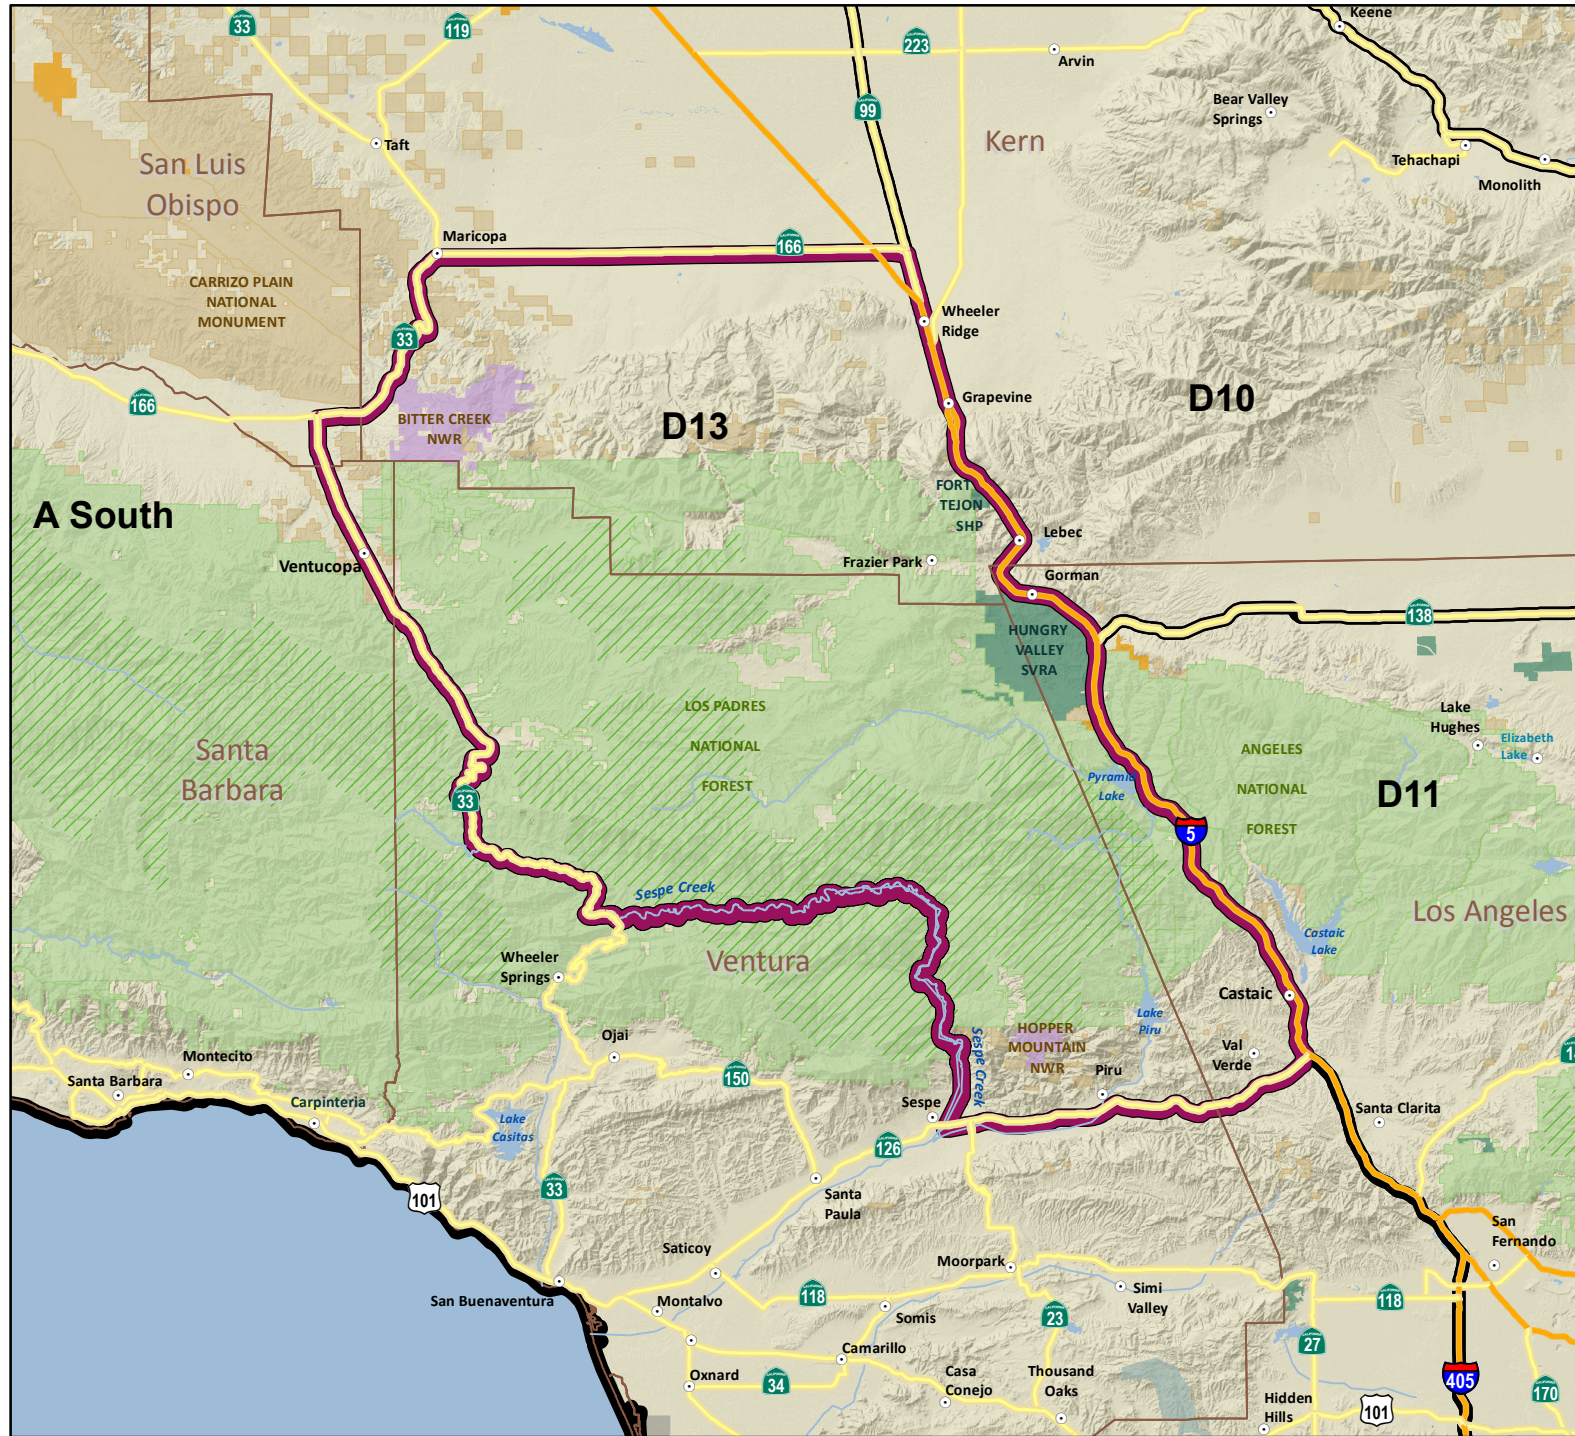 33
119
223
Keene
Arvin
99
Bear Valley
Springs
Kern
Taft
Tehachapi
Monolith
San Luis
Obispo
Maricopa
166
CARRIZO PLAIN
NATIONAL
MONUMENT
Wheeler
Ridge
33
Grapevine
D10
166
BITTER CREEK
NWR
D13
FORT
TEJON
SHP
A South
Lebec
Ventucopa
Frazier Park
Gorman
138
HUNGRY
VALLEY
SVRA
LOS PADRES
NATIONAL
FOREST
Lake
Hughes
Elizabeth
Lake
Santa
Barbara
ANGELES
NATIONAL
FOREST
Pyramid
Lake
D11
33
5
Sespe Creek
Los Angeles
Castaic
Lake
Wheeler
Springs
Ventura
Castaic
Lake
Piru
HOPPER
MOUNTAIN
NWR
Sespe Creek
Ojai
Val
Verde
Montecito
Santa Barbara
150
Piru
Carpinteria
Sespe
Lake
Casitas
Santa Clarita
126
33
101
Santa
Paula
San
Fernando
Saticoy
Moorpark
San Buenaventura
Montalvo
118
Somis
Simi
Valley
23
118
27
Camarillo
Oxnard
34
Casa
Conejo
Thousand
Oaks
405
170
Hidden
Hills
101